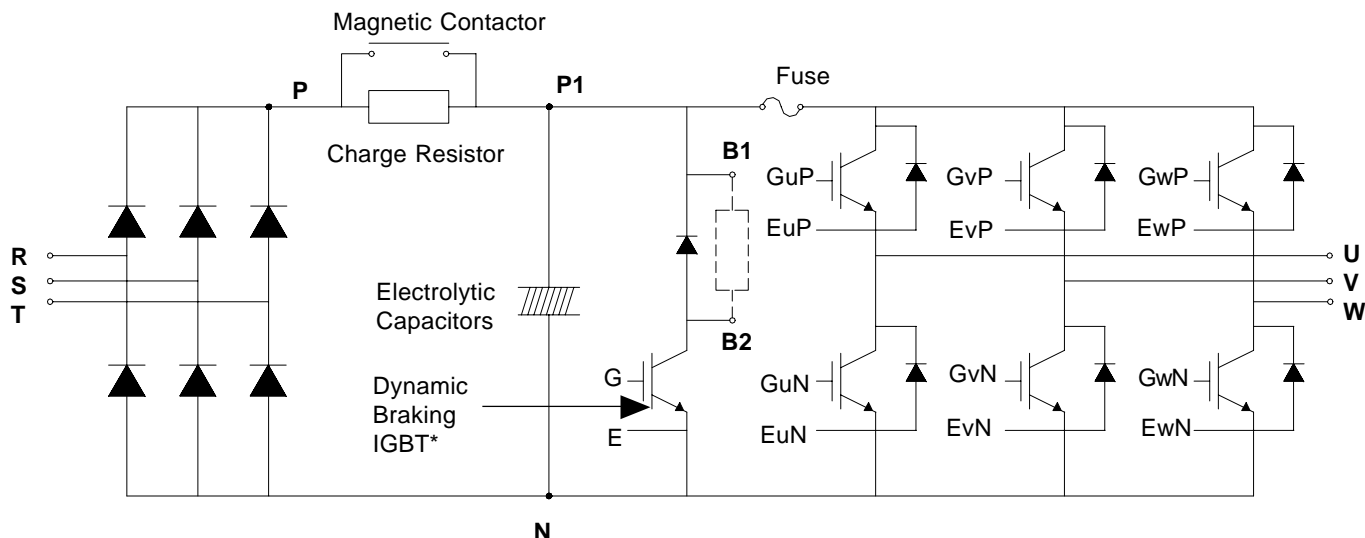 Magnetic Contactor
P
P1
Fuse
Charge Resistor
B1
GuP
GvP
GwP
EuP
EvP
EwP
R
S
T
U
V
W
Electrolytic
Capacitors
B2
Dynamic
Braking
IGBT*
G
E
GuN
GvN
GwN
EuN
EvN
EwN
N